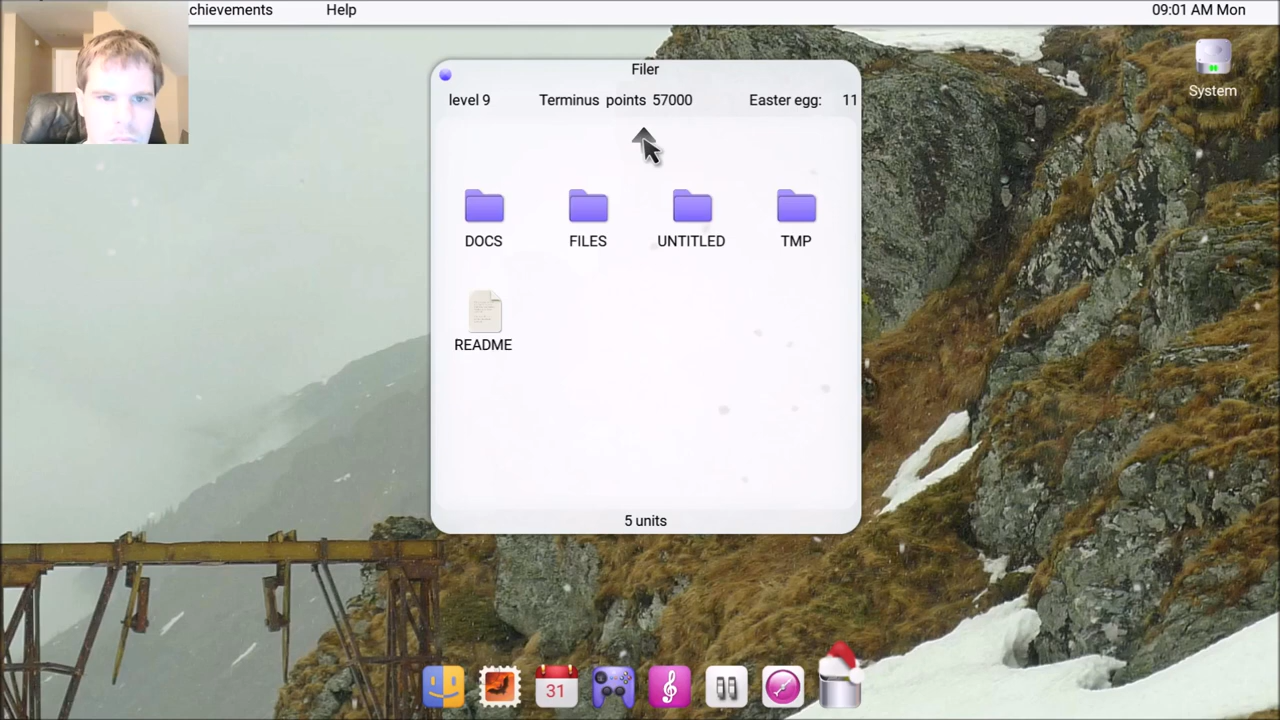 chievements Help 09:01 AM Mon
System
Filer
level 9 Terminus points 57000 Easter egg: 11
DOCS FILES UNTITLED TMP
README
5 units
31